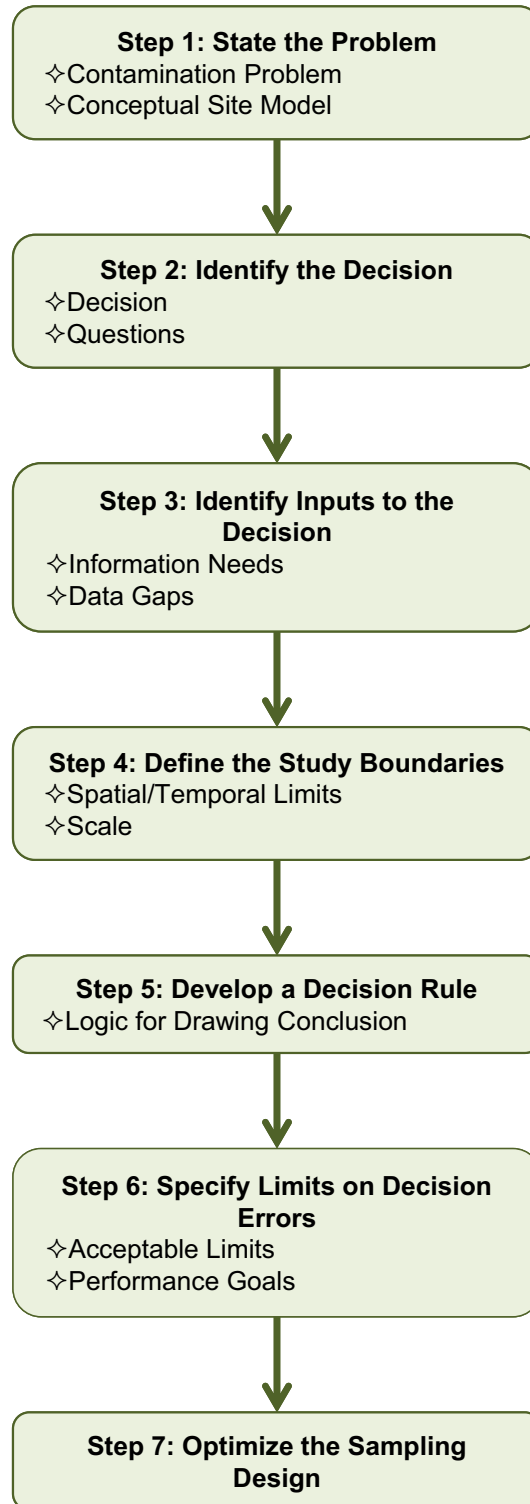 Step 1: State the Problem
✧Contamination Problem
✧Conceptual Site Model
Step 2: Identify the Decision
✧Decision
✧Questions
Step 3: Identify Inputs to the
Decision
✧Information Needs
✧Data Gaps
Step 4: Define the Study Boundaries
✧Spatial/Temporal Limits
✧Scale
Step 5: Develop a Decision Rule
✧Logic for Drawing Conclusion
Step 6: Specify Limits on Decision
Errors
✧Acceptable Limits
✧Performance Goals
Step 7: Optimize the Sampling
Design